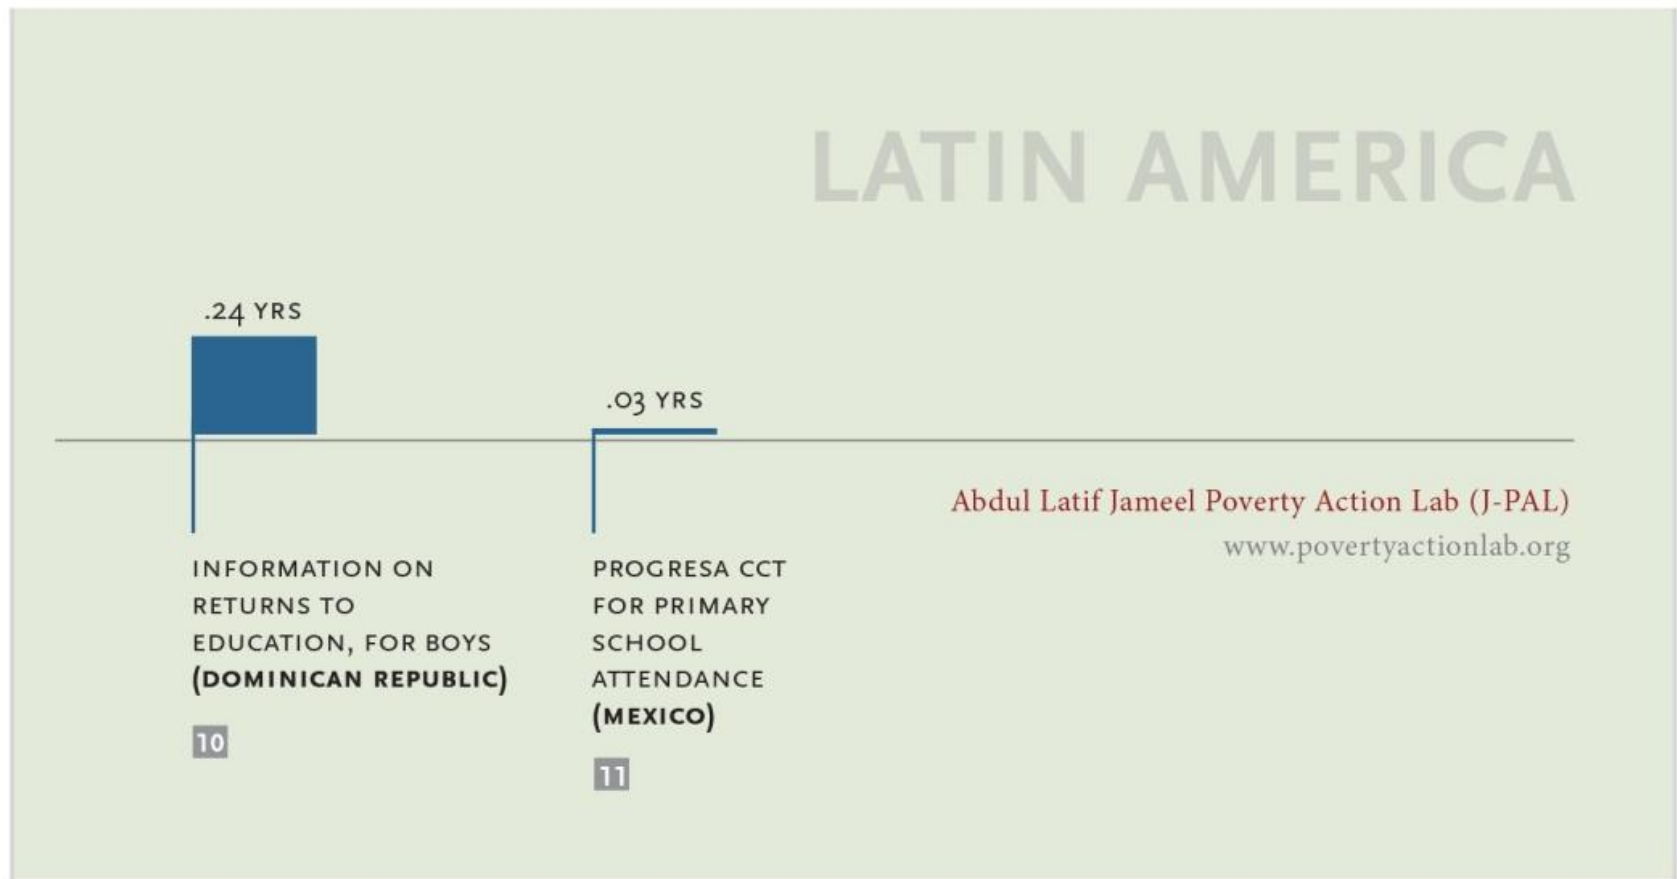 LATIN AMERICA
.24 YRS
.03 YRS
INFORMATION ON
RETURNS TO
EDUCATION, FOR BOYS
(DOMINICAN REPUBLIC)
10
PROGRESA CCT
FOR PRIMARY
SCHOOL
ATTENDANCE
(MEXICO)
11
Abdul Latif Jameel Poverty Action Lab (J-PAL)
www.povertyactionlab.org